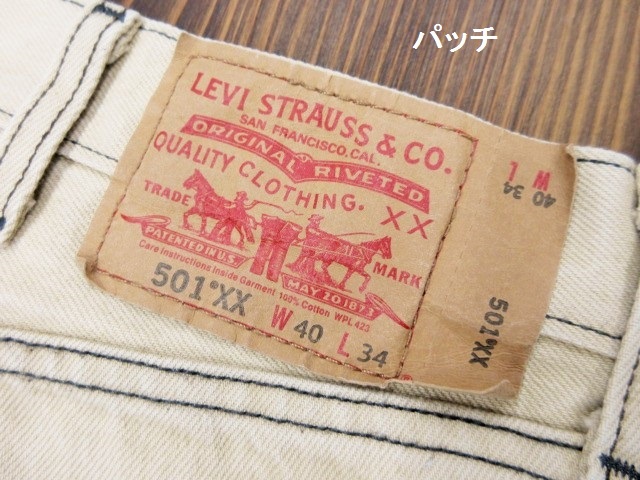 パッチ
LEVI STRAUSS & CO.
SAN FRANCISCO, CAL.
ORIGINAL RIVETED
QUALITY CLOTHING.
XX
TRADE MARK
PATENTED IN U.S. MAY 20 1873
Care Instructions Inside Garment 100% Cotton WPL 423
501®XX W 40 L 34
W 40
L 34
501®XX